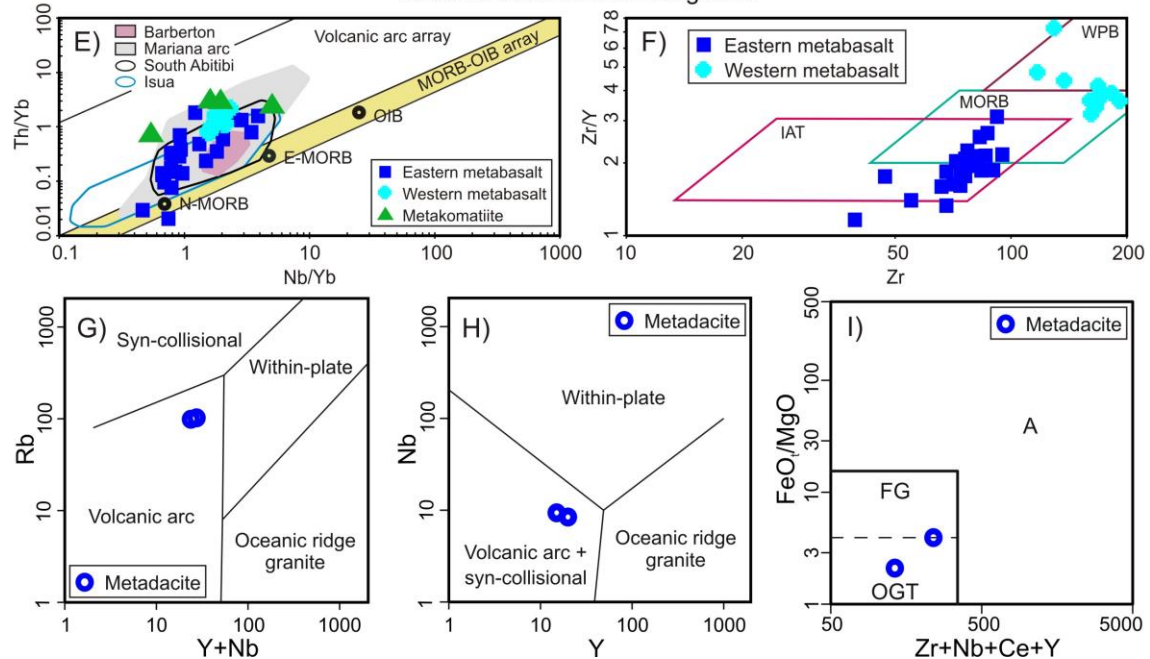 E)
Barberton
Mariana arc
South Abitibi
Isua
Volcanic arc array
MORB-OIB array
OIB
E-MORB
N-MORB
Eastern metabasalt
Western metabasalt
Metakomatiite
Th/Yb
100
10
1
0.1
0.01
0.1 1 10 100 1000
Nb/Yb
F)
Eastern metabasalt
Western metabasalt
WPB
MORB
IAT
Zr/Y
8
7
6
5
4
3
2
1
10 20 50 100 200
Zr
G)
Syn-collisional
Within-plate
Volcanic arc
Oceanic ridge
granite
Metadacite
Rb
1000
100
10
1
1 10 100 1000
Y+Nb
H)
Metadacite
Within-plate
Volcanic arc +
syn-collisional
Oceanic ridge
granite
Nb
1000
100
10
1
1 10 100 1000
Y
I)
Metadacite
A
FG
OGT
FeOt/MgO
500
100
30
10
3
1
50 500 5000
Zr+Nb+Ce+Y